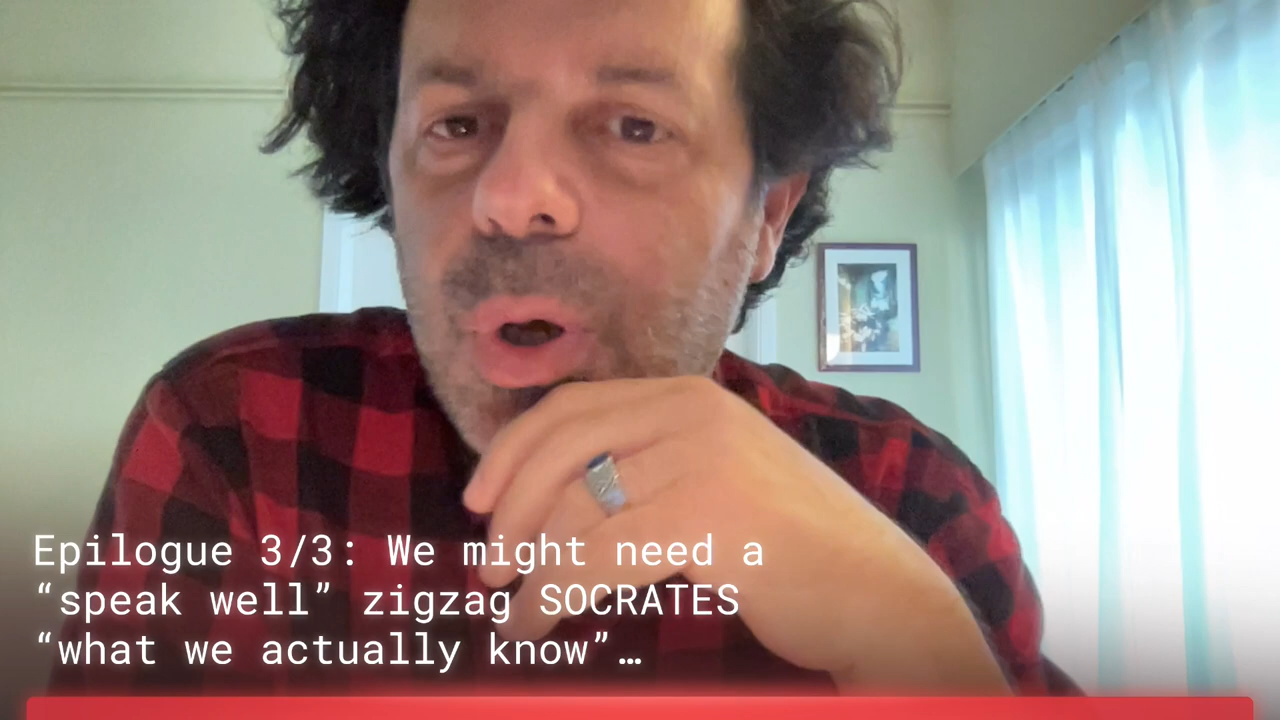 Epilogue 3/3: We might need a
“speak well” zigzag SOCRATES
“what we actually know”…